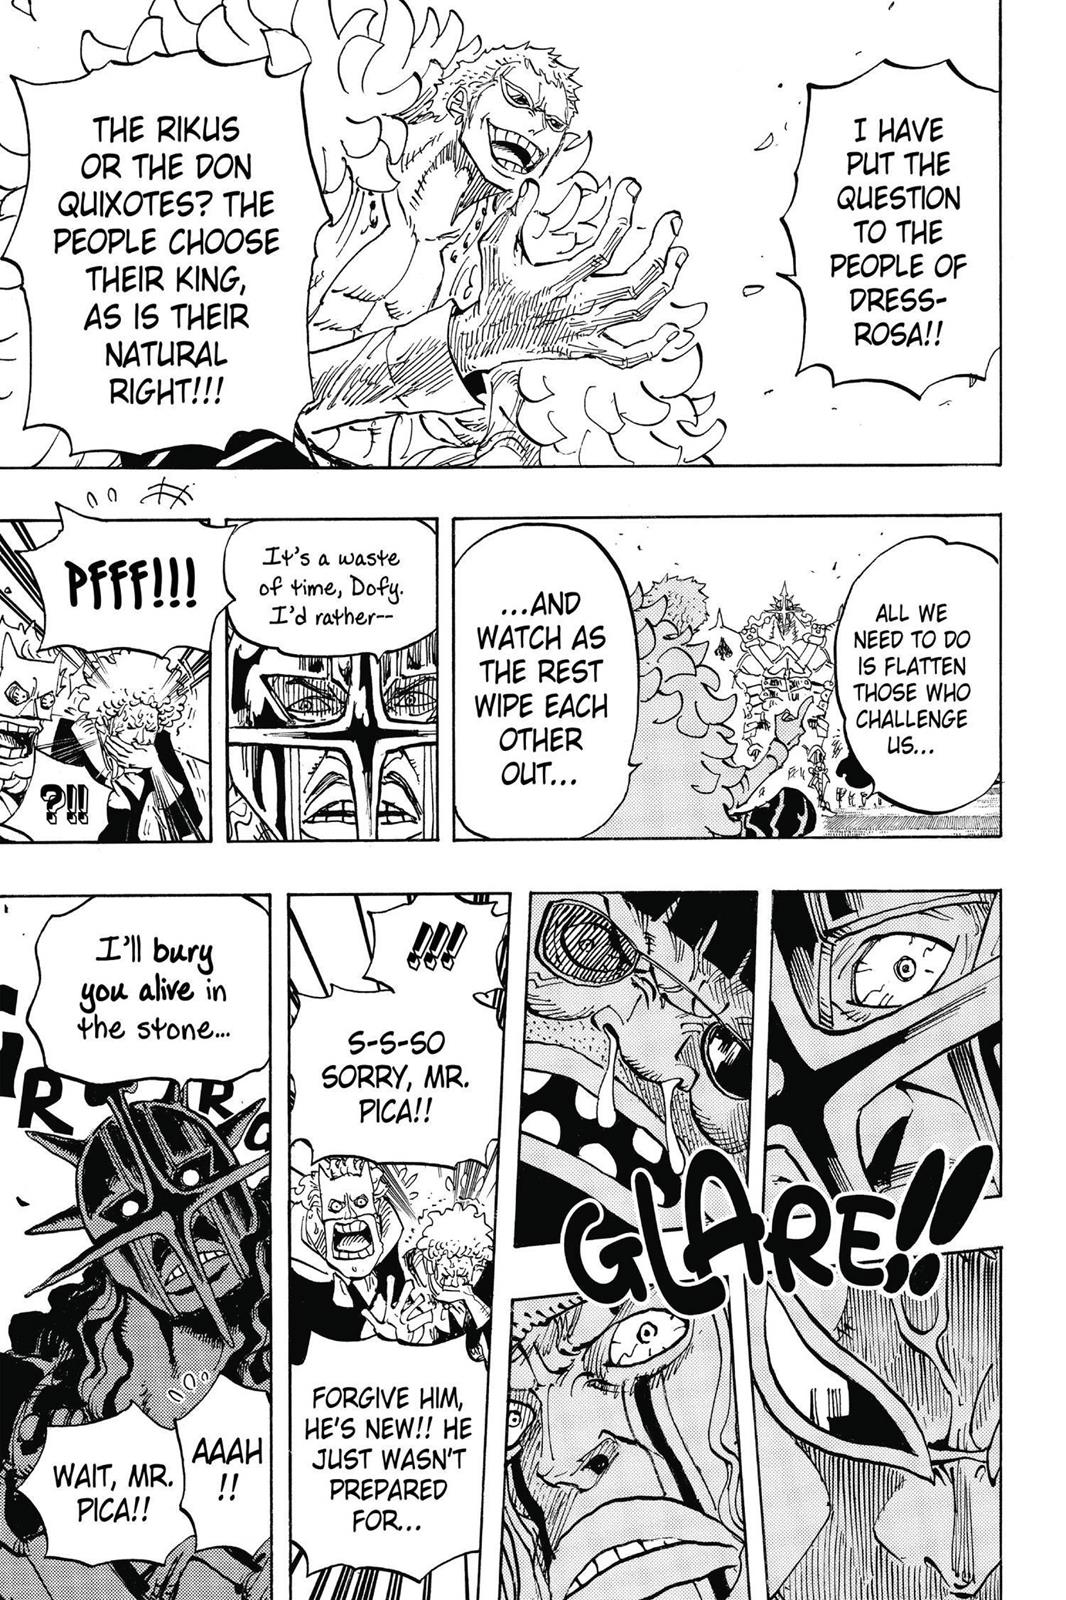 I HAVE
PUT THE
QUESTION
TO THE
PEOPLE OF
DRESS-
ROSA!!
THE RIKUS
OR THE DON
QUIXOTES? THE
PEOPLE CHOOSE
THEIR KING,
AS IS THEIR
NATURAL
RIGHT!!!
ALL WE
NEED TO DO
IS FLATTEN
THOSE WHO
CHALLENGE
US...
...AND
WATCH AS
THE REST
WIPE EACH
OTHER
OUT...
It's a waste
of time, Dofy.
I'd rather--
PFFF!!!
?!!
GLARE!!
!!!
S-S-SO
SORRY, MR.
PICA!!
FORGIVE HIM,
HE'S NEW!! HE
JUST WASN'T
PREPARED
FOR...
I'll bury
you alive in
the stone...
AAAH
!!
WAIT, MR.
PICA!!